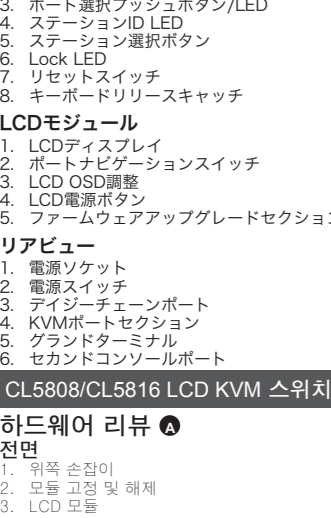 3. ポート選択プッシュボタン/LED
4. ステーションID LED
5. ステーション選択ボタン
6. Lock LED
7. リセットスイッチ
8. キーボードリリースキャッチ
LCDモジュール
1. LCDディスプレイ
2. ポートナビゲーションスイッチ
3. LCD OSD調整
4. LCD電源ボタン
5. ファームウェアアップグレードセクション
リアビュー
1. 電源ソケット
2. 電源スイッチ
3. デイジーチェーンポート
4. KVMポートセクション
5. グランドターミナル
6. セカンドコンソールポート
CL5808/CL5816 LCD KVM 스위치
하드웨어 리뷰 A
전면
1. 위쪽 손잡이
2. 모듈 고정 및 해제
3. LCD 모듈